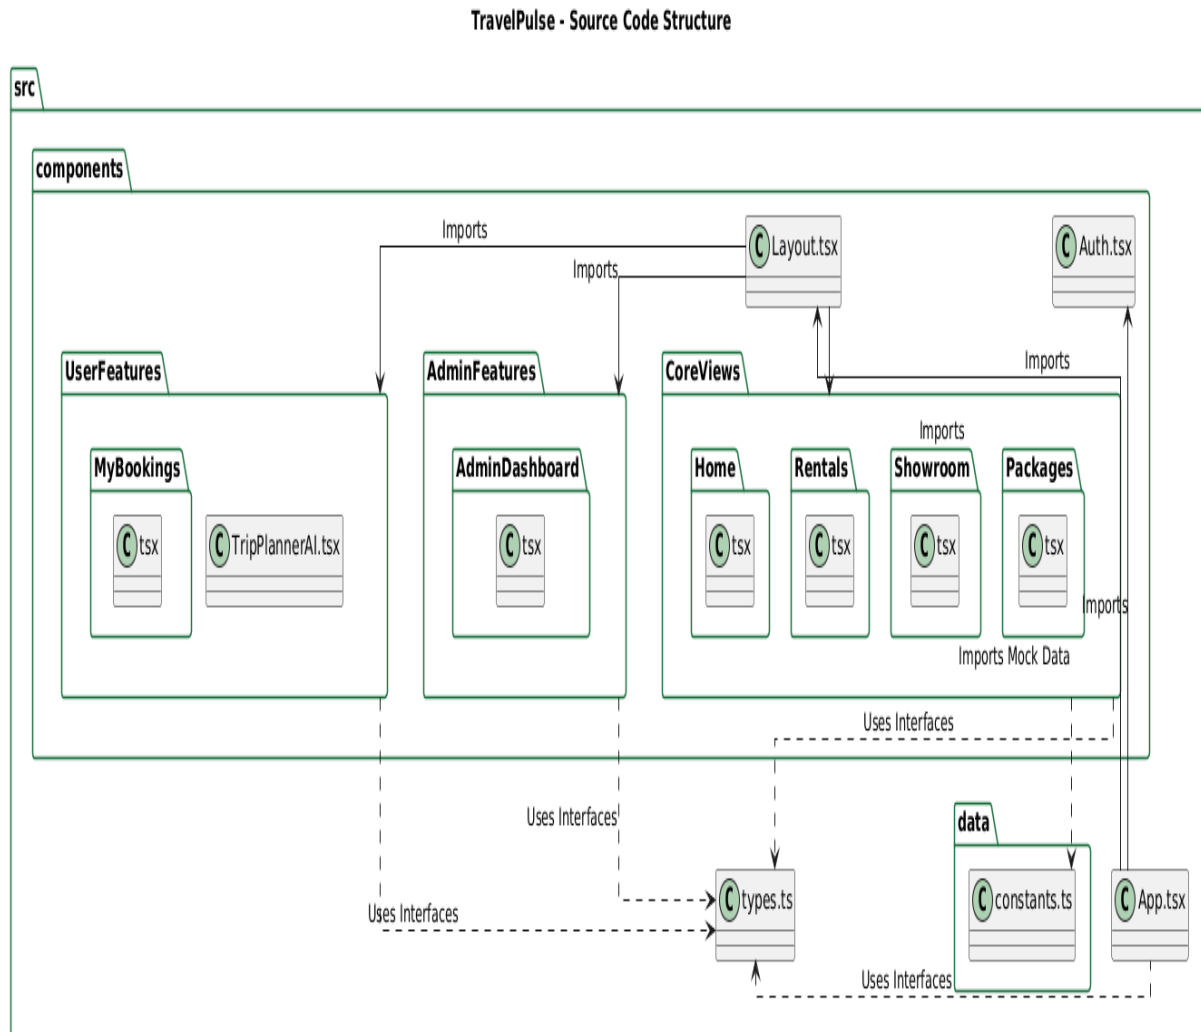 TravelPulse - Source Code Structure
src
components
Imports
C Layout.tsx
C Auth.tsx
Imports
Imports
UserFeatures
AdminFeatures
CoreViews
Imports
MyBookings
AdminDashboard
Home
Rentals
Showroom
Packages
C tsx
C TripPlannerAI.tsx
C tsx
C tsx
C tsx
C tsx
C tsx
Imports
Imports Mock Data
Uses Interfaces
Uses Interfaces
data
C types.ts
C constants.ts
C App.tsx
Uses Interfaces
Uses Interfaces